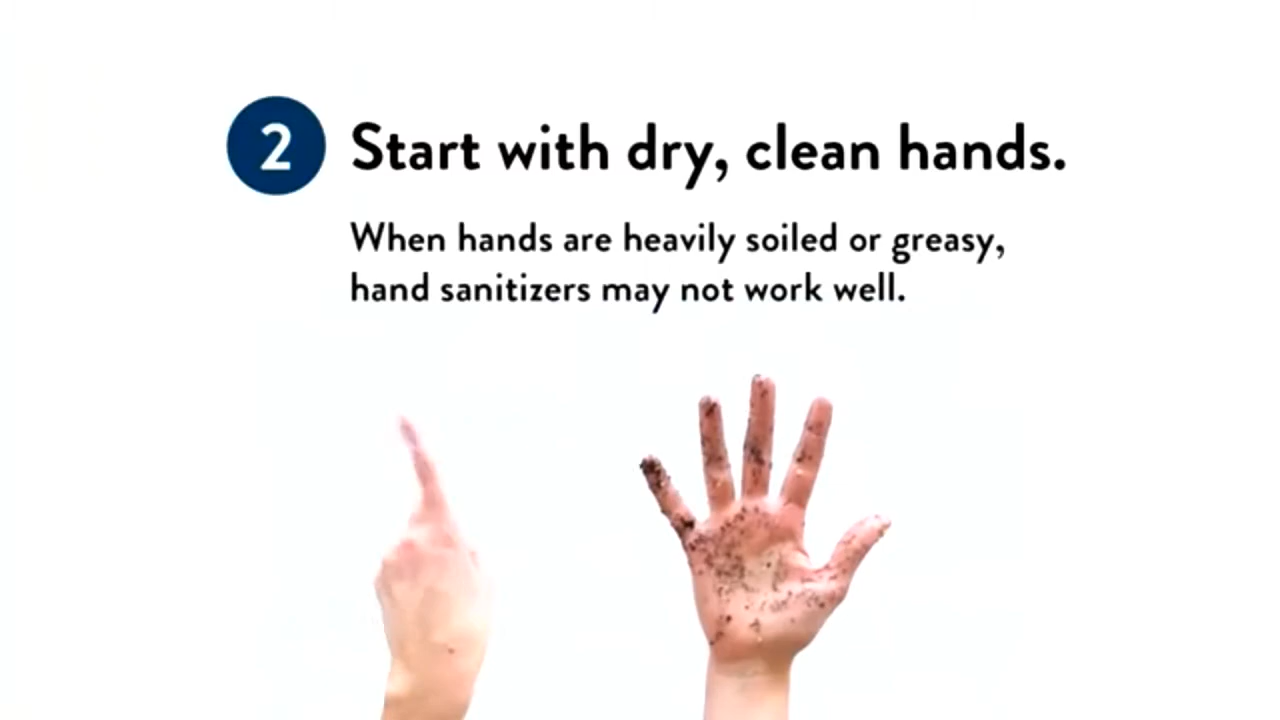 2 Start with dry, clean hands.
When hands are heavily soiled or greasy,
hand sanitizers may not work well.